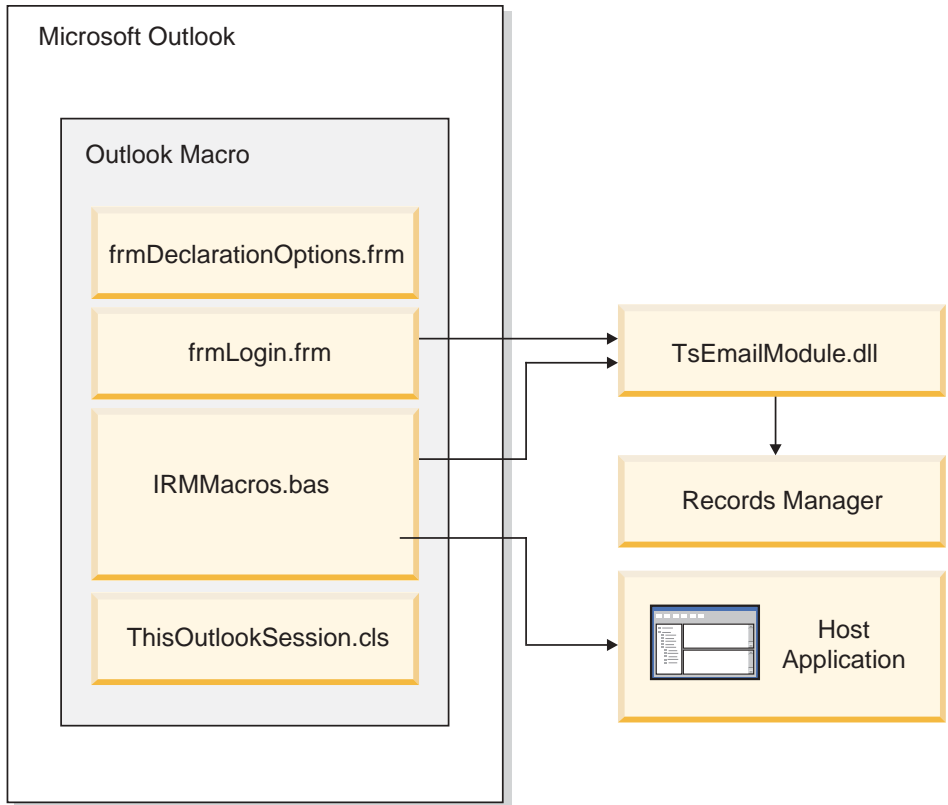 Microsoft Outlook
Outlook Macro
frmDeclarationOptions.frm
frmLogin.frm
IRMMacros.bas
ThisOutlookSession.cls
TsEmailModule.dll
Records Manager
Host
Application